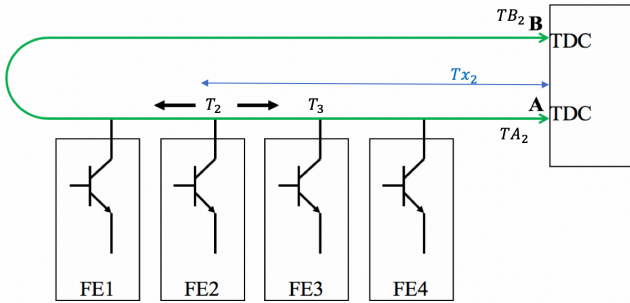 TB₂ B
TDC
Tx₂
T₂ T₃ A
TDC
TA₂
FE1 FE2 FE3 FE4